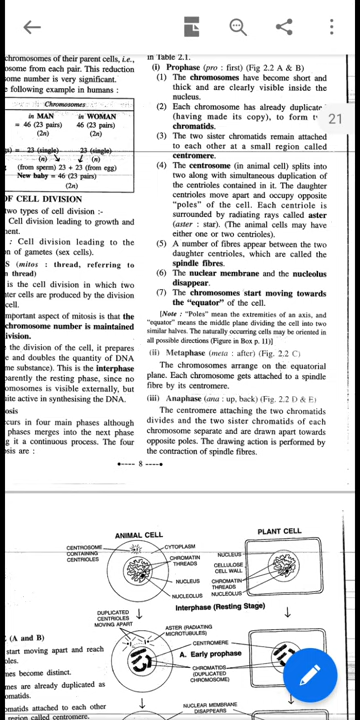 chromosomes of their parent cells, i.e.,
osome from each pair. This reduction
some number is very significant.
e following example in humans :
Chromosomes
in MAN in WOMAN
= 46 (23 pairs) 46 (23 pairs)
(2n) (2n)
s) = 23 (single) 23 (single)
(n) (n)
(from sperm) 23 + 23 (from egg)
New baby = 46 (23 pairs)
(2n)
OF CELL DIVISION
two types of cell division :-
Cell division leading to growth and
ment.
: Cell division leading to the
on of gametes (sex cells).
S (mitos : thread, referring to
n thread)
is the cell division in which two
ter cells are produced by the division
cell.
mportant aspect of mitosis is that the
chromosome number is maintained
ivision.
e the division of the cell, it prepares
e and doubles the quantity of DNA
me substance). This is the interphase
parently the resting phase, since no
omosomes is visible externally, but
uite active in synthesising the DNA.
osis
curs in four main phases although
phases merges into the next phase
g it a continuous process. The four
sis are :
in Table 2.1.
(i) Prophase (pro : first) (Fig 2.2 A & B)
(1) The chromosomes have become short and
thick and are clearly visible inside the
nucleus.
(2) Each chromosome has already duplicate
(having made its copy), to form t
chromatids.
21
(3) The two sister chromatids remain attached
to each other at a small region called
centromere.
(4) The centrosome (in animal cell) splits into
two along with simultaneous duplication of
the centrioles contained in it. The daughter
centrioles move apart and occupy opposite
"poles" of the cell. Each centriole is
surrounded by radiating rays called aster
(aster : star). (The animal cells may have
either one or two centrioles).
(5) A number of fibres appear between the two
daughter centrioles, which are called the
spindle fibres.
(6) The nuclear membrane and the nucleolus
disappear.
(7) The chromosomes start moving towards
the "equator" of the cell.
[Note : "Poles" mean the extremities of an axis, and
"equator" means the middle plane dividing the cell into two
similar halves. The naturally occurring cells may be oriented in
all possible directions (Figure in Box p. 11)]
(ii) Metaphase (meta : after) (Fig. 2.2 C)
The chromosomes arrange on the equatorial
plane. Each chromosome gets attached to a spindle
fibre by its centromere.
(iii) Anaphase (ana : up, back) (Fig. 2.2 D & E)
The centromere attaching the two chromatids
divides and the two sister chromatids of each
chromosome separate and are drawn apart towards
opposite poles. The drawing action is performed by
the contraction of spindle fibres.
8
ANIMAL CELL
PLANT CELL
CENTROSOME
CONTAINING
CENTRIOLES
CYTOPLASM
CHROMATIN
THREADS
NUCLEUS
NUCLEOLUS
NUCLEUS
CELLULOSE
CELL WALL
CHROMATIN
THREADS
NUCLEOLUS
Interphase (Resting Stage)
DUPLICATED
CENTRIOLES
MOVING APART
ASTER (RADIATING
MICROTUBULES)
CENTROMERE
A. Early prophase
CHROMATIDS
(DUPLICATED
CHROMOSOME)
NUCLEAR MEMBRANE
DISAPPEARS
(A and B)
start moving apart and reach
oles.
mes become distinct.
mes are already duplicated as
omatids.
omatids attached to each other
region called centromere.